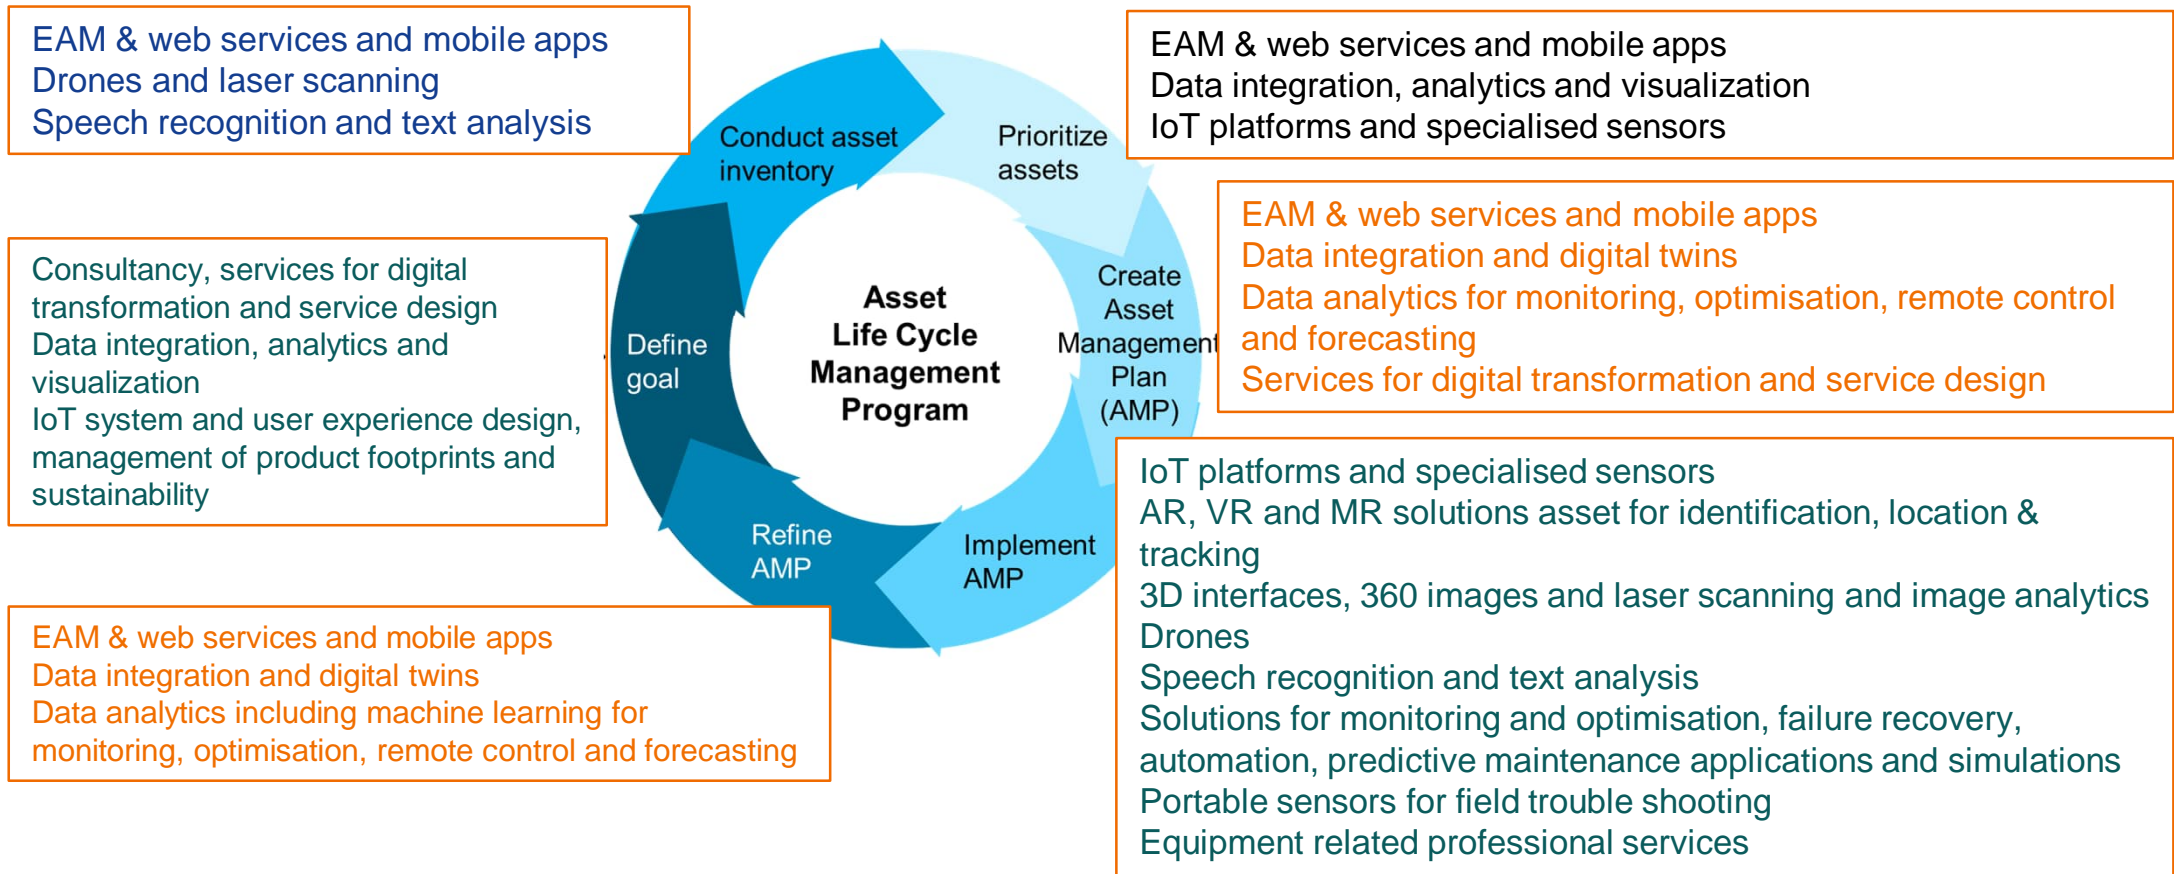 EAM & web services and mobile apps
Drones and laser scanning
Speech recognition and text analysis
EAM & web services and mobile apps
Data integration, analytics and visualization
IoT platforms and specialised sensors
Conduct asset
inventory
Prioritize
assets
EAM & web services and mobile apps
Data integration and digital twins
Data analytics for monitoring, optimisation, remote control
and forecasting
Services for digital transformation and service design
Consultancy, services for digital
transformation and service design
Data integration, analytics and
visualization
IoT system and user experience design,
management of product footprints and
sustainability
Define
goal
Asset
Life Cycle
Management
Program
Create
Asset
Management
Plan
(AMP)
Refine
AMP
Implement
AMP
IoT platforms and specialised sensors
AR, VR and MR solutions asset for identification, location &
tracking
3D interfaces, 360 images and laser scanning and image analytics
Drones
Speech recognition and text analysis
Solutions for monitoring and optimisation, failure recovery,
automation, predictive maintenance applications and simulations
Portable sensors for field trouble shooting
Equipment related professional services
EAM & web services and mobile apps
Data integration and digital twins
Data analytics including machine learning for
monitoring, optimisation, remote control and forecasting